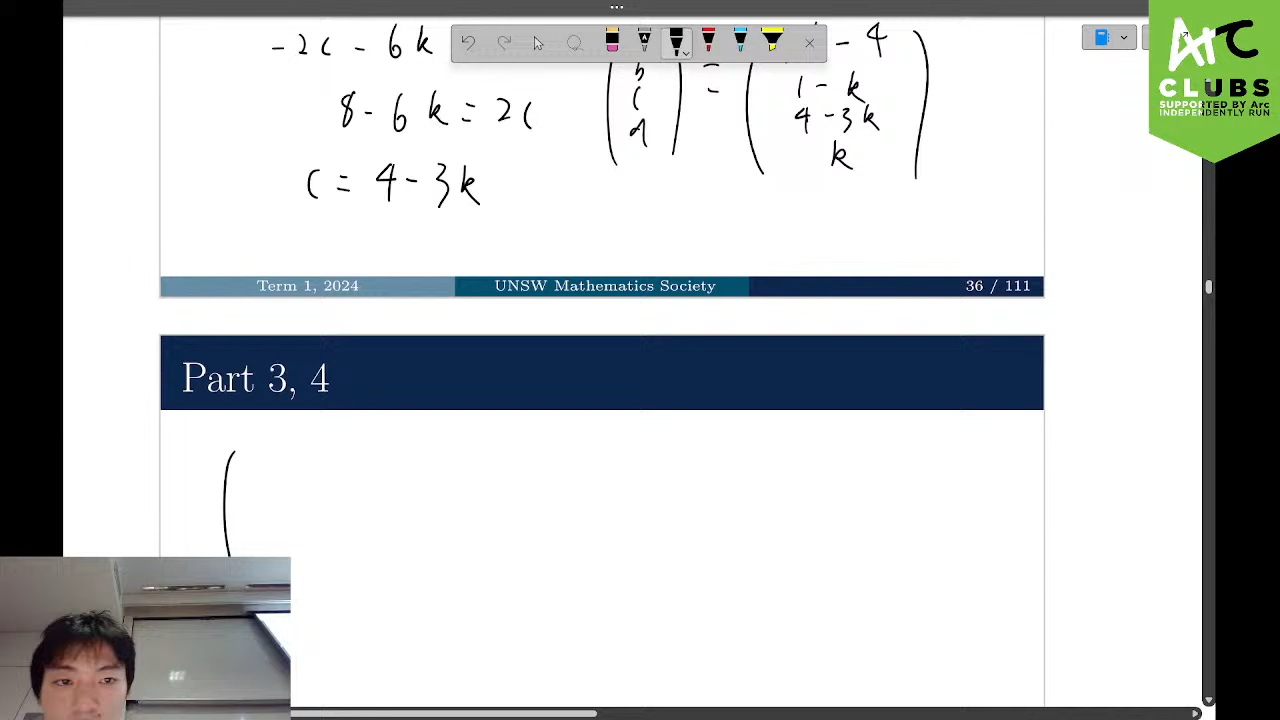 - 2c - 6k
8 - 6k = 2c
c = 4 - 3k
b
c
d
=
- 4
1 - k
4 - 3k
k
Term 1, 2024
UNSW Mathematics Society
36 / 111
Part 3, 4
(
ArC
CLUBS
SUPPORTED BY Arc
INDEPENDENTLY RUN